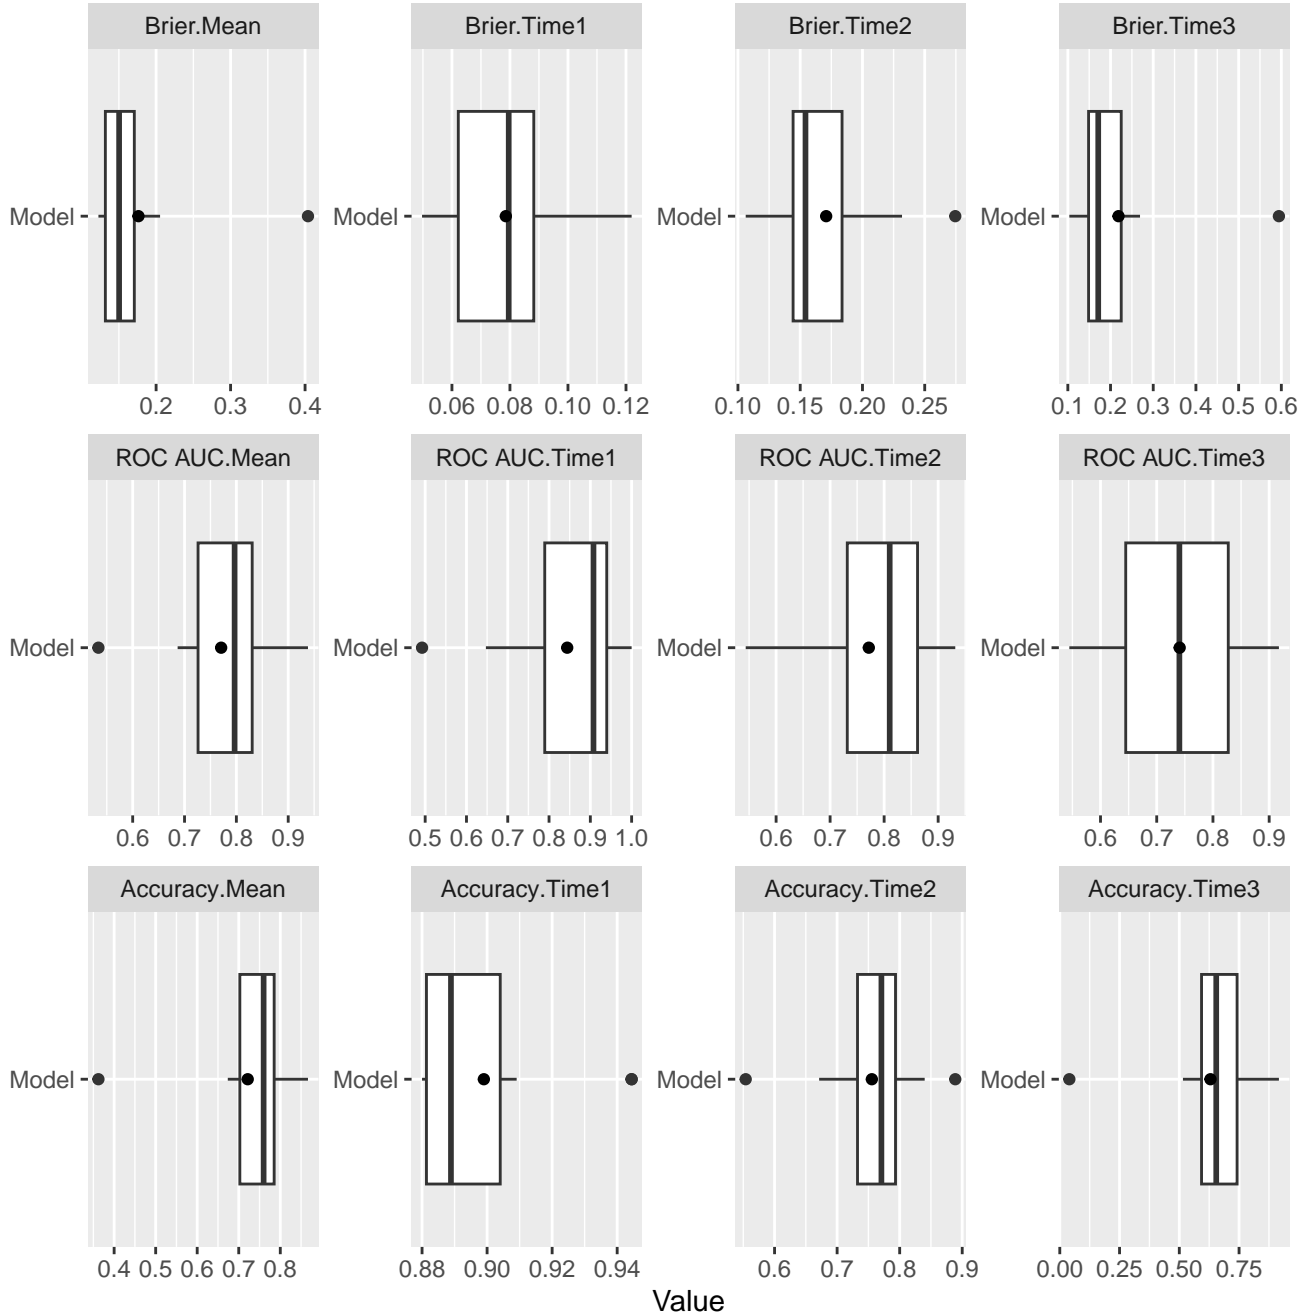 Brier.Mean Brier.Time1 Brier.Time2 Brier.Time3
Model Model Model Model
0.2 0.3 0.4 0.06 0.08 0.10 0.12 0.10 0.15 0.20 0.25 0.1 0.2 0.3 0.4 0.5 0.6
ROC AUC.Mean ROC AUC.Time1 ROC AUC.Time2 ROC AUC.Time3
Model Model Model Model
0.6 0.7 0.8 0.9 0.5 0.6 0.7 0.8 0.9 1.0 0.6 0.7 0.8 0.9 0.6 0.7 0.8 0.9
Accuracy.Mean Accuracy.Time1 Accuracy.Time2 Accuracy.Time3
Model Model Model Model
0.4 0.5 0.6 0.7 0.8 0.88 0.90 0.92 0.94 0.6 0.7 0.8 0.9 0.00 0.25 0.50 0.75
Value